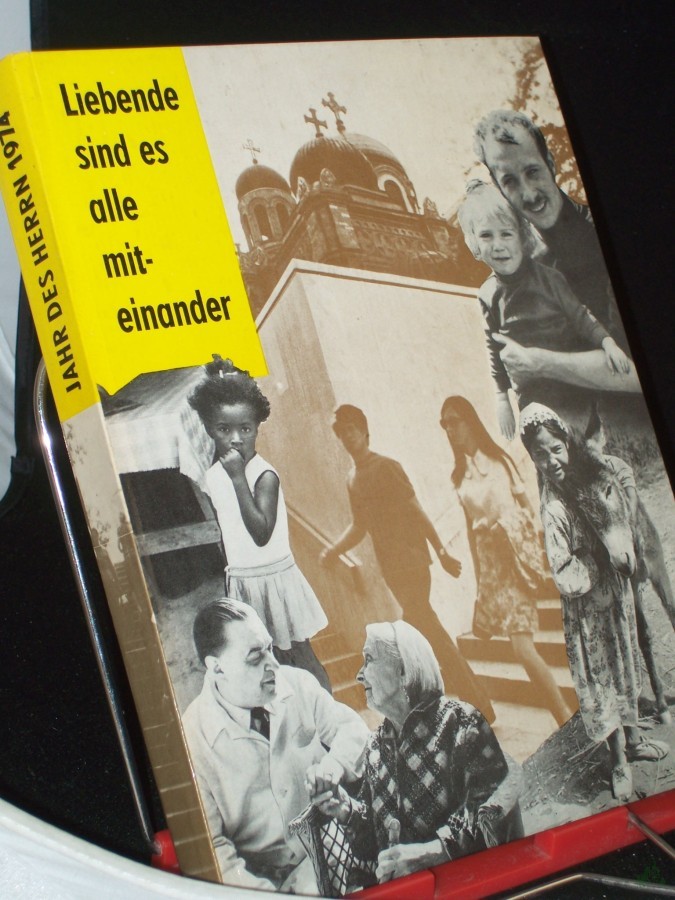 Liebende
sind es
alle
mit-
einander
JAHR DES HERRN 1974